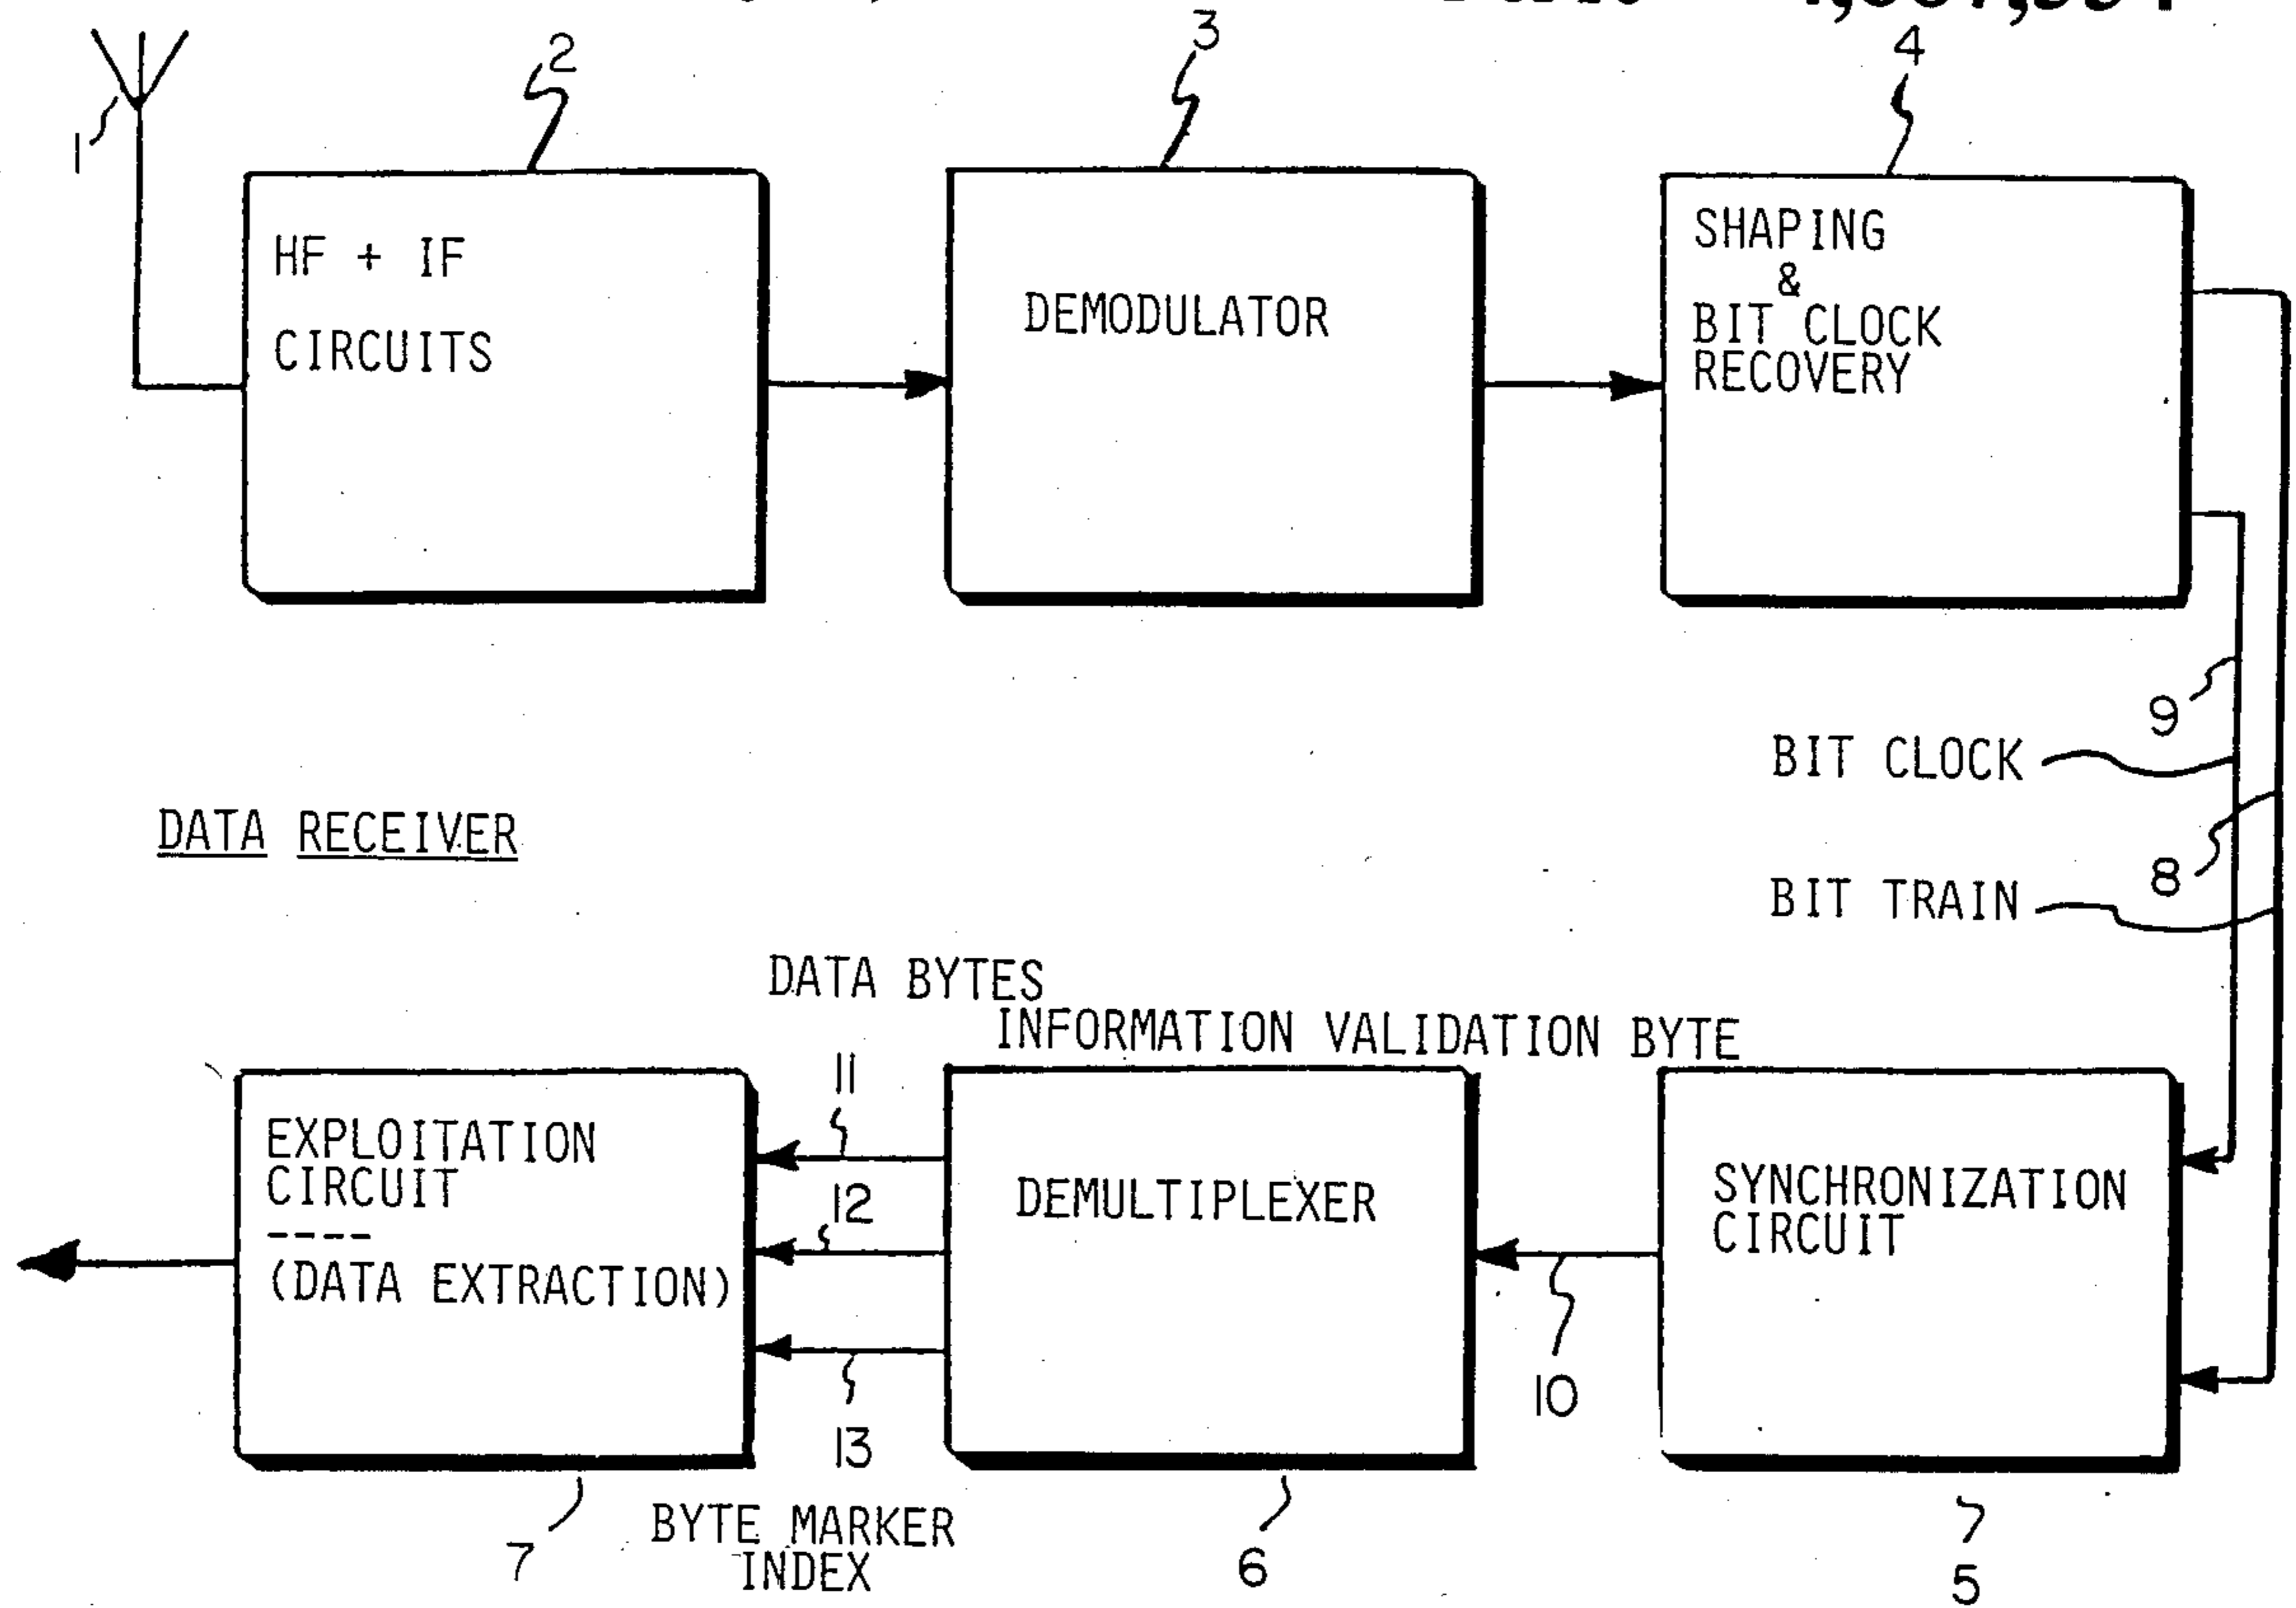 1
2
3
4
HF + IF
CIRCUITS
DEMODULATOR
SHAPING
&
BIT CLOCK
RECOVERY
9
BIT CLOCK
DATA RECEIVER
8
BIT TRAIN
DATA BYTES
INFORMATION VALIDATION BYTE
11
EXPLOITATION
CIRCUIT
----
(DATA EXTRACTION)
12
13
DEMULTIPLEXER
10
SYNCHRONIZATION
CIRCUIT
7
BYTE MARKER
INDEX
6
5